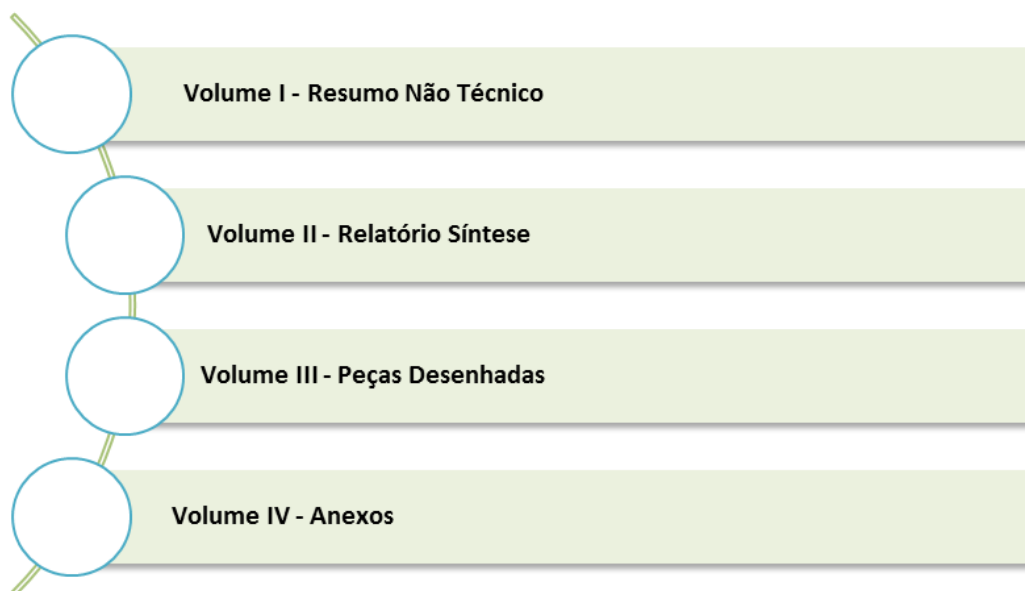 Volume I - Resumo Não Técnico
Volume II - Relatório Síntese
Volume III - Peças Desenhadas
Volume IV - Anexos